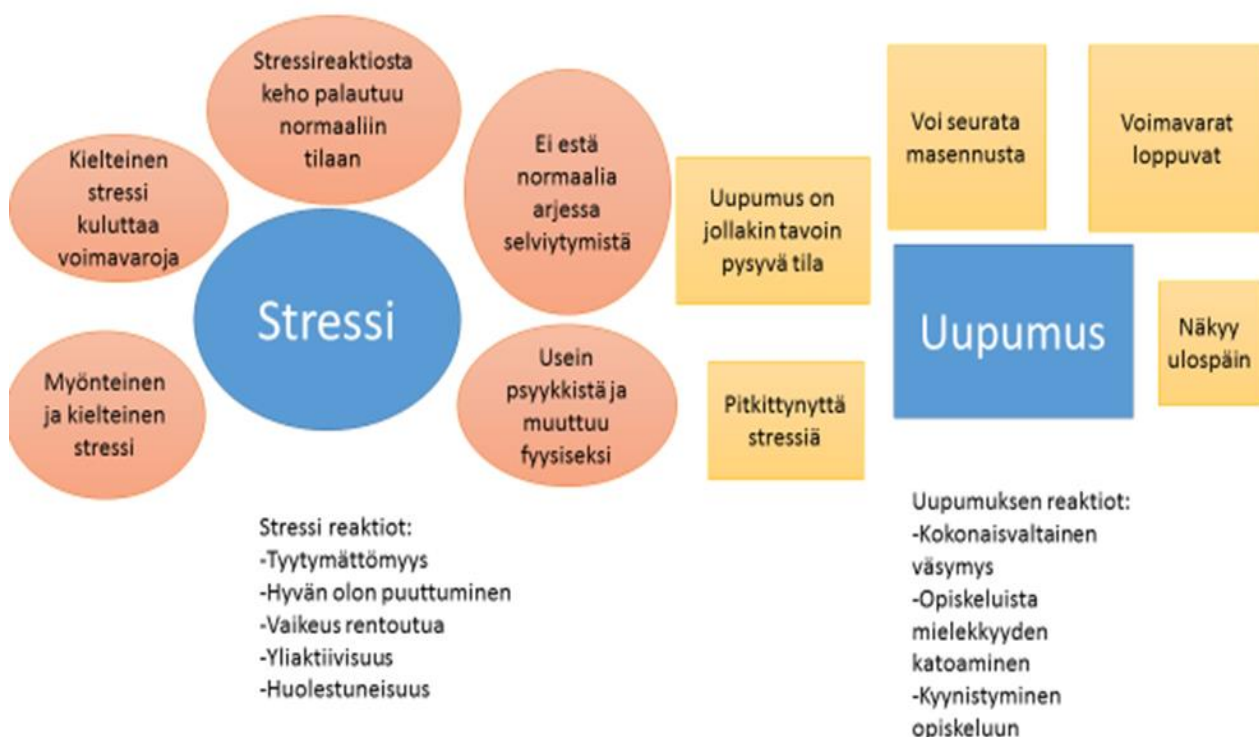 Stressireaktiosta
keho palautuu
normaaliin
tilaan
Kielteinen
stressi
kuluttaa
voimavaroja
Ei estä
normaalia
arjessa
selviytymistä
Stressi
Myönteinen
ja kielteinen
stressi
Usein
psyykkistä ja
muuttuu
fyysiseksi
Stressi reaktiot:
-Tyytymättömyys
-Hyvän olon puuttuminen
-Vaikeus rentoutua
-Yliaktiivisuus
-Huolestuneisuus
Voi seurata
masennusta
Voimavarat
loppuvat
Uupumus on
jollakin tavoin
pysyvä tila
Uupumus
Näkyy
ulospäin
Pitkittynyttä
stressiä
Uupumuksen reaktiot:
-Kokonaisvaltainen
väsymys
-Opiskeluista
mielekkyyden
katoaminen
-Kyynistyminen
opiskeluun